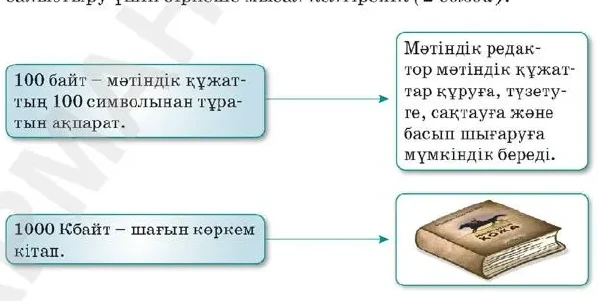 100 байт – мәтіндік құжат-
тың 100 символынан тұра-
тын ақпарат.
Мәтіндік редак-
тор мәтіндік құжат-
тар құруға, түзету-
ге, сақтауға және
басып шығаруға
мүмкіндік береді.
1000 Кбайт – шағын көркем
кітап.
ҚОЖА